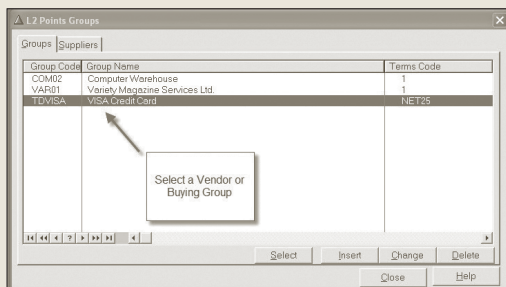 L2 Points Groups
Groups Suppliers
Group Code Group Name Terms Code
COM02 Computer Warehouse 1
VAR01 Variety Magazine Services Ltd. 1
TDVISA VISA Credit Card NET25
Select a Vendor or
Buying Group
?
Select Insert Change Delete
Close Help